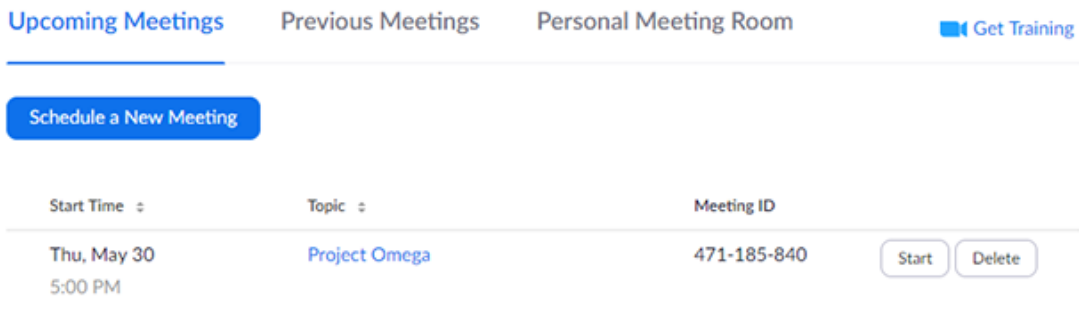 Upcoming Meetings Previous Meetings Personal Meeting Room Get Training
Schedule a New Meeting
Start Time Topic Meeting ID
Thu, May 30 Project Omega 471-185-840 Start Delete
5:00 PM